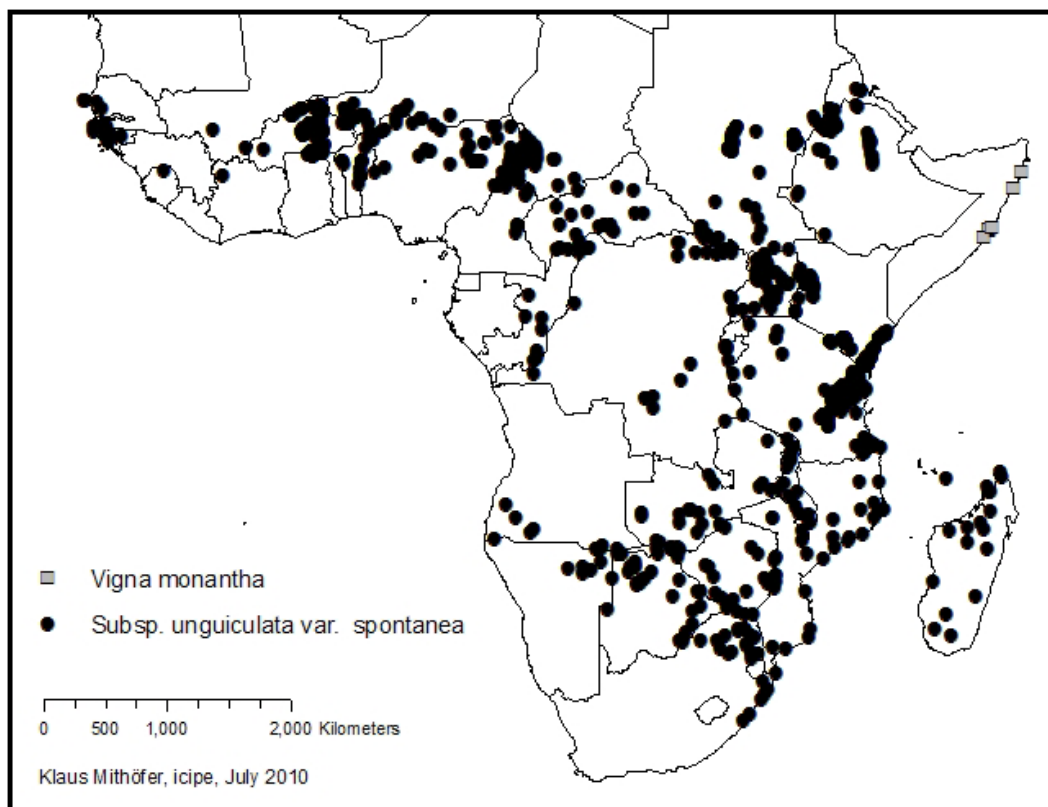 Vigna monantha
Subsp. unguiculata var. spontanea
0 500 1,000 2,000 Kilometers
Klaus Mithöfer, icipe, July 2010